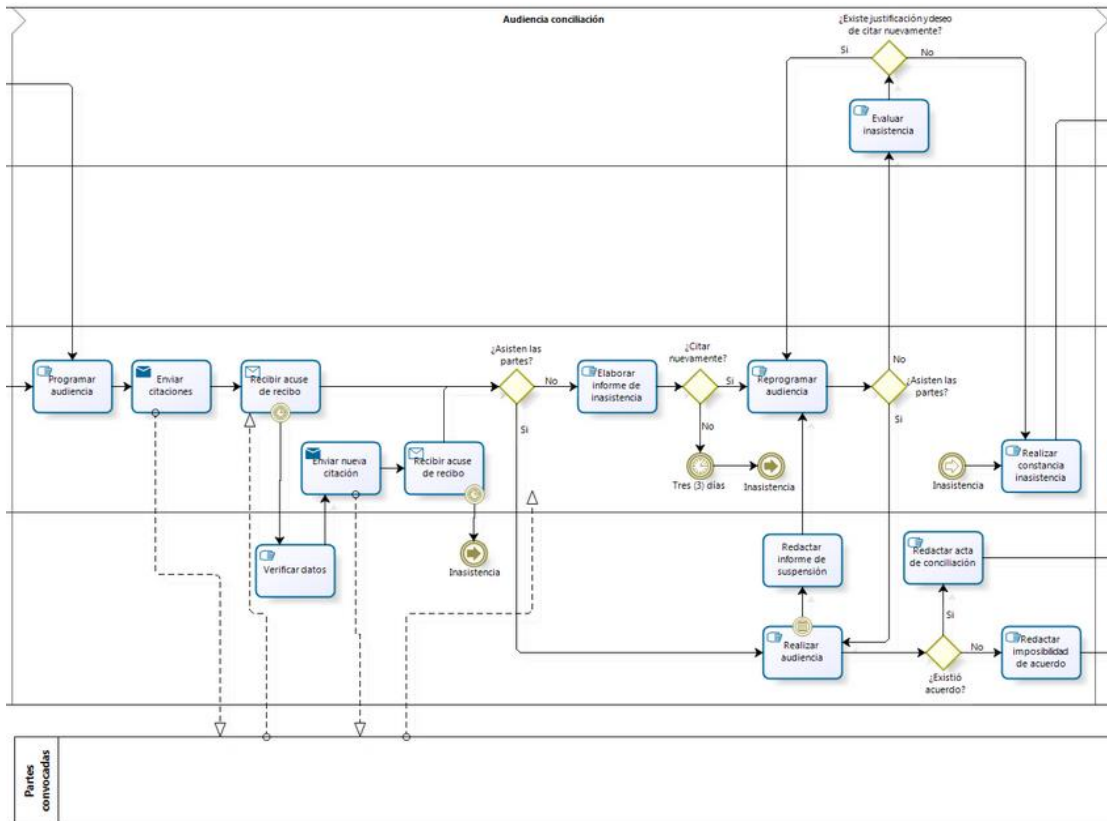 Audiencia conciliación
¿Existe justificación y deseo
de citar nuevamente?
Si
No
Evaluar
inasistencia
Programar
audiencia
Enviar
citaciones
Recibir acuse
de recibo
¿Asisten las
partes?
No
Si
Elaborar
informe de
inasistencia
¿Citar
nuevamente?
Si
No
Reprogramar
audiencia
No
¿Asisten las
partes?
Si
Enviar nueva
citación
Recibir acuse
de recibo
Tres (3) días
Inasistencia
Inasistencia
Realizar
constancia
inasistencia
Verificar datos
Inasistencia
Redactar
informe de
suspensión
Redactar acta
de conciliación
Si
Realizar
audiencia
No
¿Existió
acuerdo?
Redactar
imposibilidad
de acuerdo
Partes
convocadas